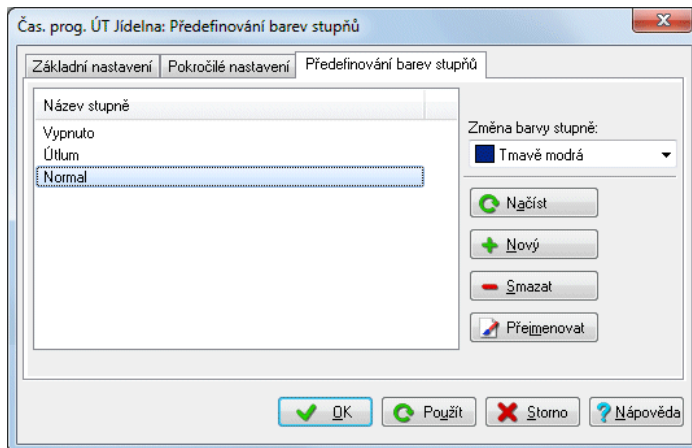 Čas. prog. ÚT Jídelna: Předefinování barev stupňů
Základní nastavení Pokročilé nastavení Předefinování barev stupňů
Název stupně
Vypnuto
Útlum
Normal
Změna barvy stupně:
Tmavě modrá
Načíst
Nový
Smazat
Přejmenovat
OK Použít Storno Nápověda